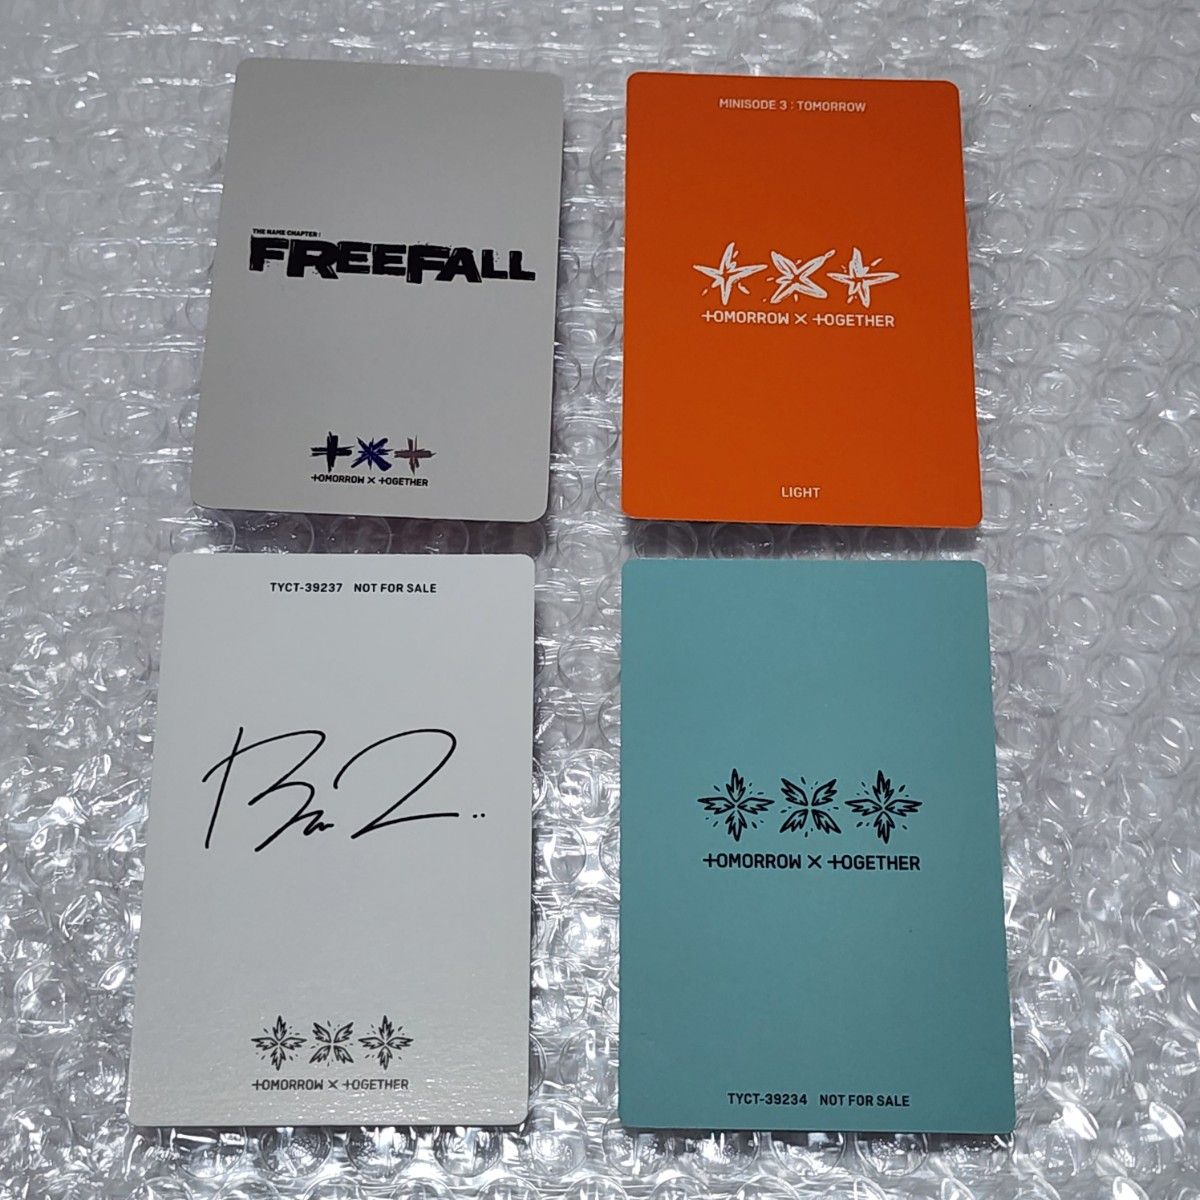 THE NAME CHAPTER :
FREEFALL
TOMORROW X TOGETHER
MINISODE 3 : TOMORROW
TOMORROW X TOGETHER
LIGHT
TYCT-39237 NOT FOR SALE
TOMORROW X TOGETHER
TOMORROW X TOGETHER
TYCT-39234 NOT FOR SALE